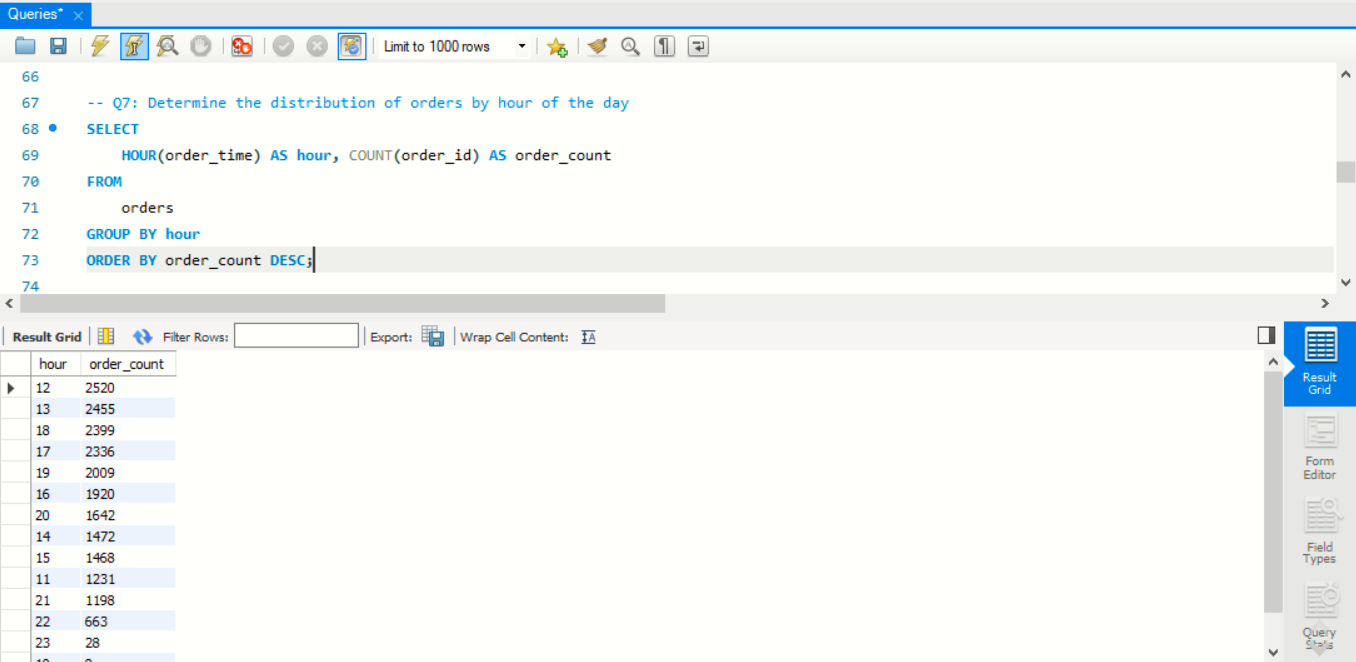 Queries*
Limit to 1000 rows
66
67 -- Q7: Determine the distribution of orders by hour of the day
68 SELECT
69 HOUR(order_time) AS hour, COUNT(order_id) AS order_count
70 FROM
71 orders
72 GROUP BY hour
73 ORDER BY order_count DESC;
74
Result Grid Filter Rows: Export: Wrap Cell Content:
hour order_count
12 2520
13 2455
18 2399
17 2336
19 2009
16 1920
20 1642
14 1472
15 1468
11 1231
21 1198
22 663
23 28
Result
Grid
Form
Editor
Field
Types
Query
Stats